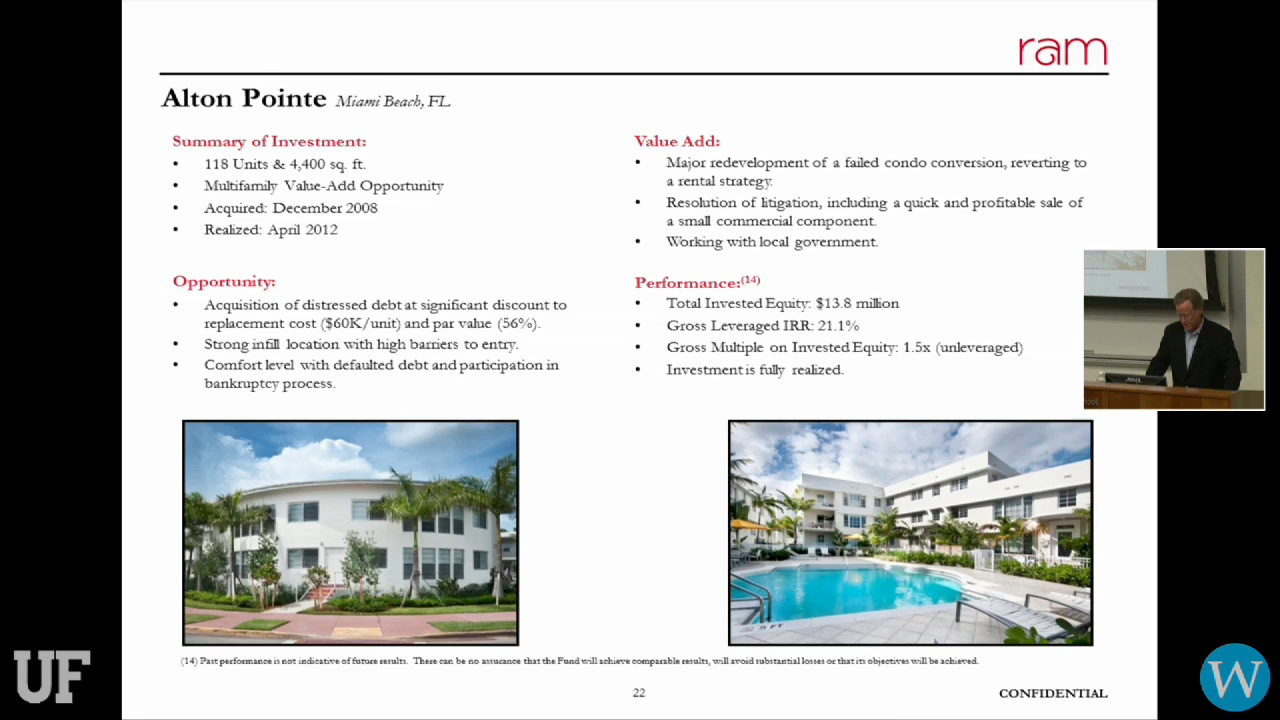 ram
Alton Pointe Miami Beach, FL
Summary of Investment:
• 118 Units & 4,400 sq. ft.
• Multifamily Value-Add Opportunity
• Acquired: December 2008
• Realized: April 2012
Opportunity:
• Acquisition of distressed debt at significant discount to
replacement cost ($60K/unit) and par value (56%).
• Strong infill location with high barriers to entry.
• Comfort level with defaulted debt and participation in
bankruptcy process.
Value Add:
• Major redevelopment of a failed condo conversion, reverting to
a rental strategy.
• Resolution of litigation, including a quick and profitable sale of
a small commercial component.
• Working with local government.
Performance:(14)
• Total Invested Equity: $13.8 million
• Gross Leveraged IRR: 21.1%
• Gross Multiple on Invested Equity: 1.5x (unleveraged)
• Investment is fully realized.
5 FT
(14) Past performance is not indicative of future results. There can be no assurance that the Fund will achieve comparable results, will avoid substantial losses or that its objectives will be achieved.
22
CONFIDENTIAL
UF
W